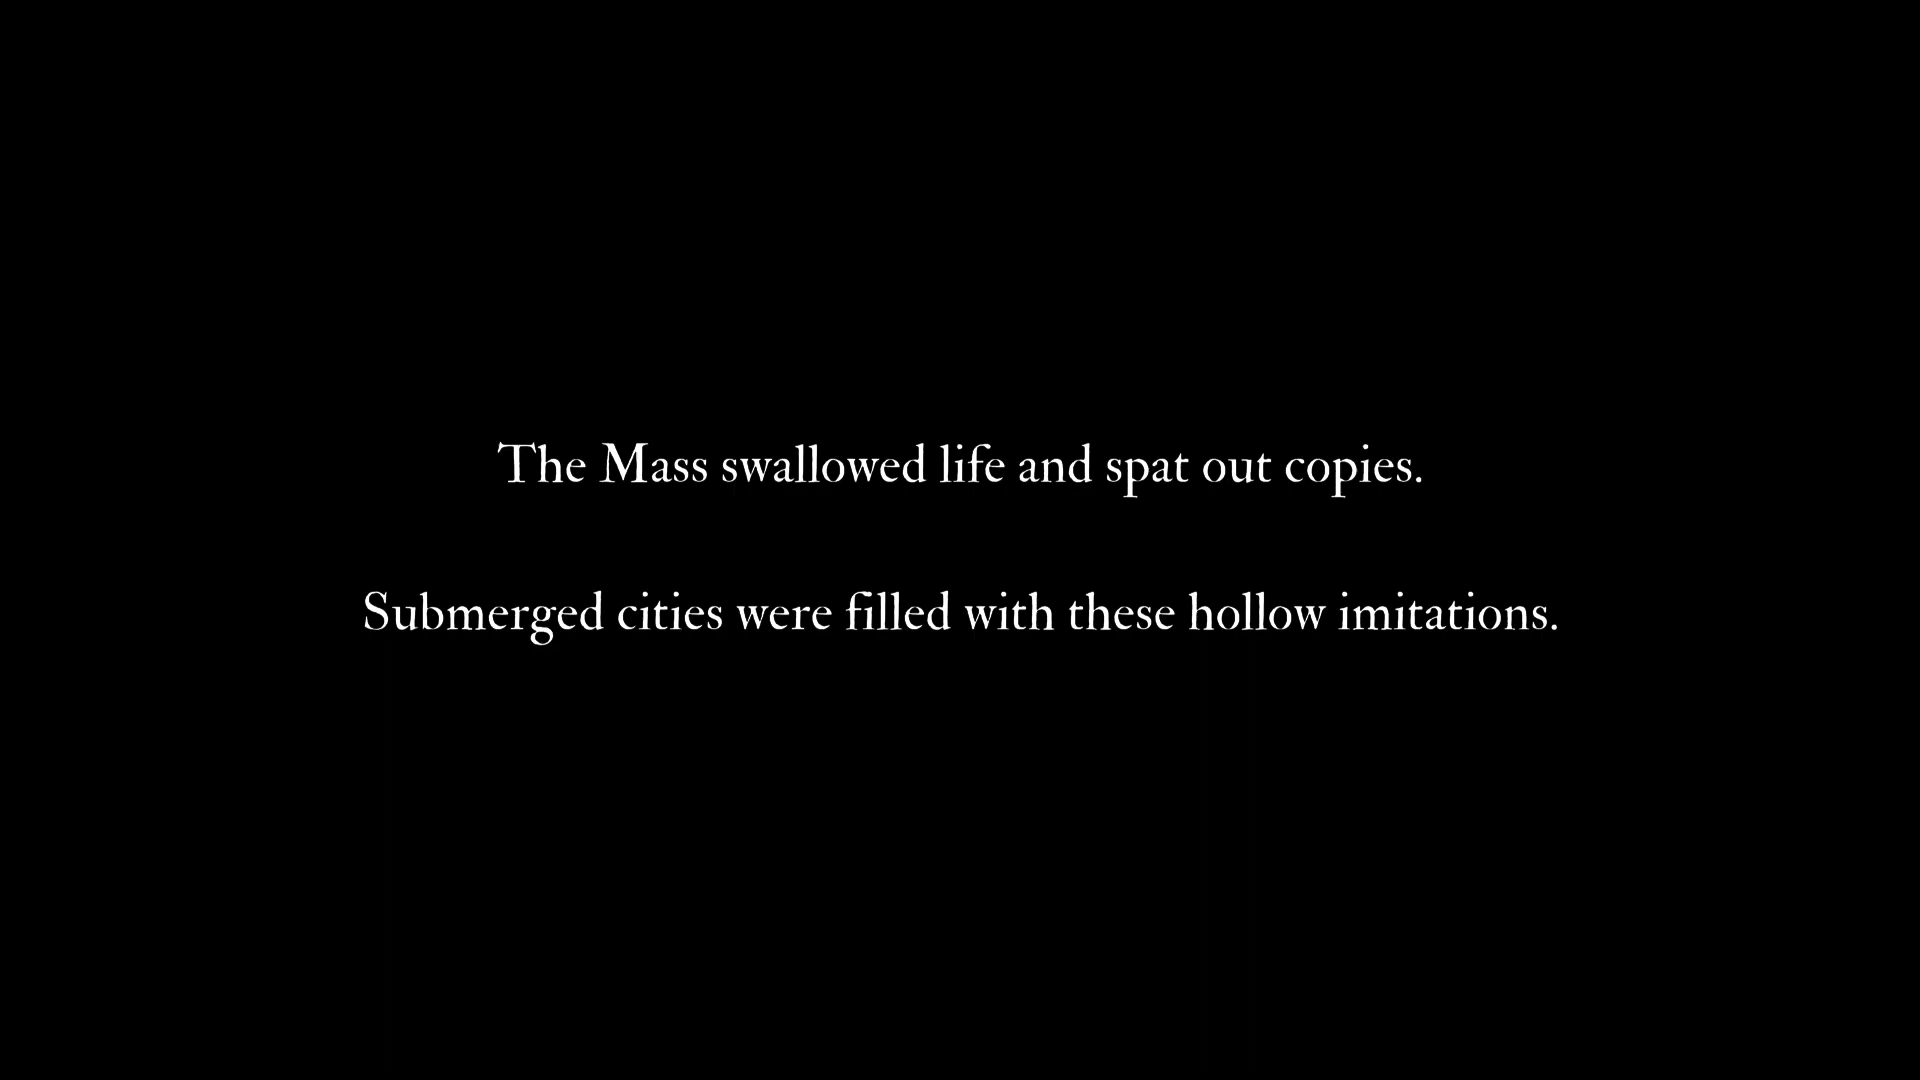 The Mass swallowed life and spat out copies.
Submerged cities were filled with these hollow imitations.